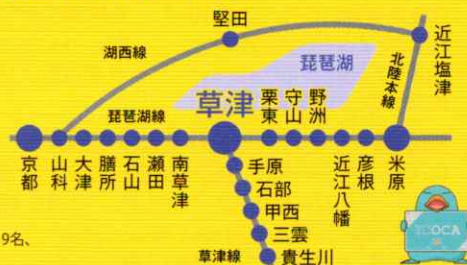 堅田
湖西線
近江塩津
琵琶湖
北陸本線
琵琶湖線
草津
栗東
守山
野洲
京都
山科
大津
膳所
石山
瀬田
南草津
近江八幡
彦根
米原
手原
石部
甲西
三雲
貴生川
草津線
9名、
ICOCA